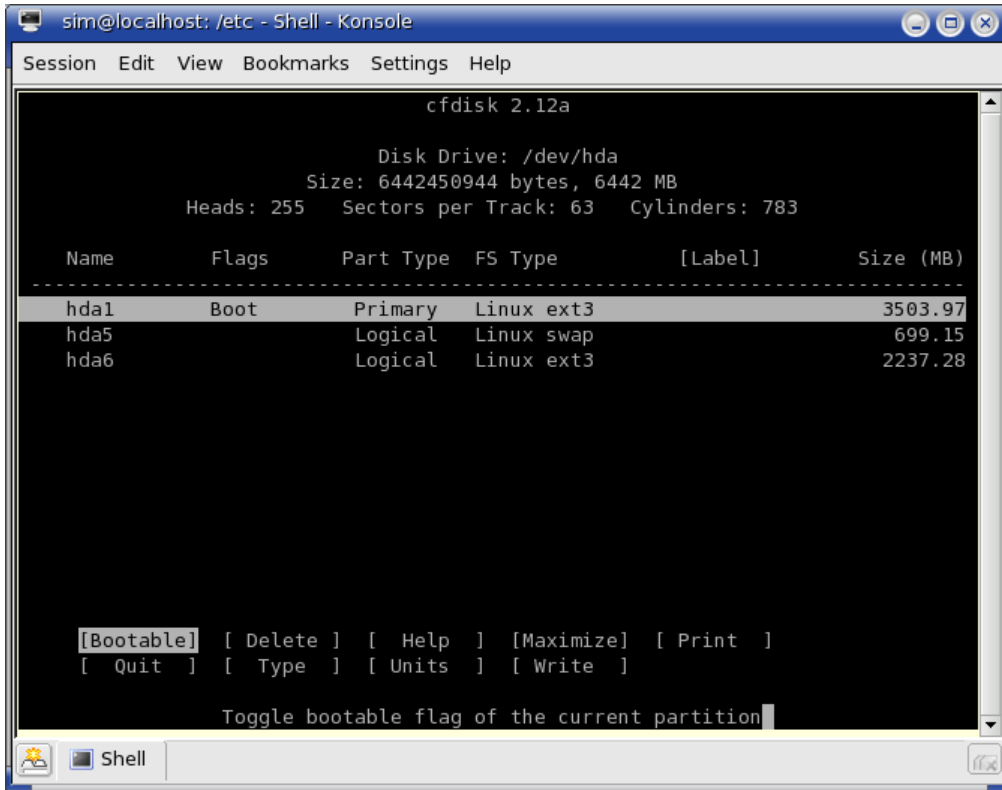 sim@localhost: /etc - Shell - Konsole
Session Edit View Bookmarks Settings Help
cfdisk 2.12a
Disk Drive: /dev/hda
Size: 6442450944 bytes, 6442 MB
Heads: 255 Sectors per Track: 63 Cylinders: 783
Name Flags Part Type FS Type [Label] Size (MB)
------------------------------------------------------------------------
hda1 Boot Primary Linux ext3 3503.97
hda5 Logical Linux swap 699.15
hda6 Logical Linux ext3 2237.28
[Bootable] [ Delete ] [ Help ] [Maximize] [ Print ]
[ Quit ] [ Type ] [ Units ] [ Write ]
Toggle bootable flag of the current partition
Shell